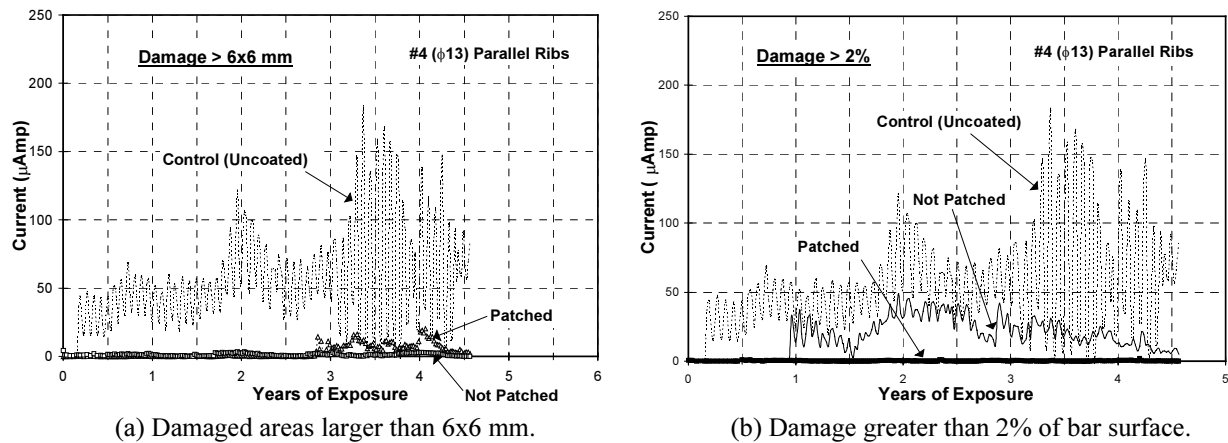 250
200
150
100
50
0
Current (µAmp)
Damage > 6x6 mm
#4 (ϕ13) Parallel Ribs
Control (Uncoated)
Patched
Not Patched
0 1 2 3 4 5 6
Years of Exposure
(a) Damaged areas larger than 6x6 mm.
250
200
150
100
50
0
Current ( µAmp)
Damage > 2%
#4 (ϕ13) Parallel Ribs
Control (Uncoated)
Not Patched
Patched
0 1 2 3 4 5
Years of Exposure
(b) Damage greater than 2% of bar surface.